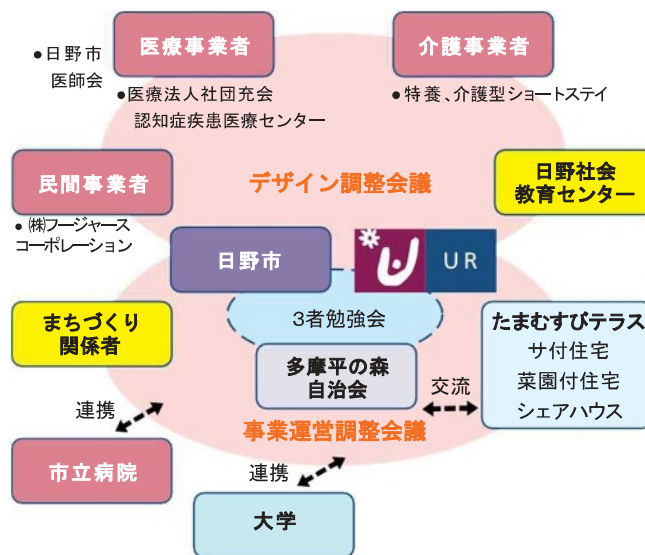 医療事業者
介護事業者
●日野市
医師会
●医療法人社団充会
認知症疾患医療センター
●特養、介護型ショートステイ
民間事業者
デザイン調整会議
日野社会
教育センター
●㈱フージャース
コーポレーション
日野市
UR
まちづくり
関係者
3者勉強会
たまむすびテラス
サ付住宅
菜園付住宅
シェアハウス
多摩平の森
自治会
交流
連携
事業運営調整会議
市立病院
連携
大学